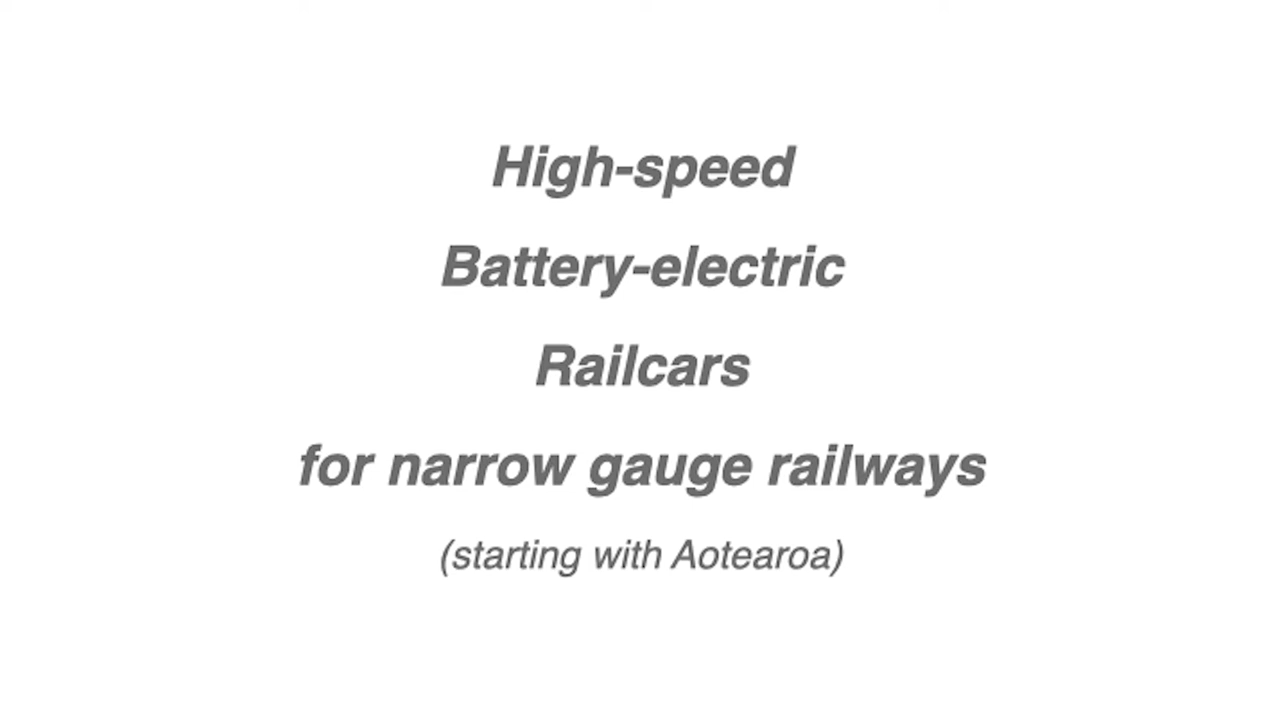 High-speed
Battery-electric
Railcars
for narrow gauge railways
(starting with Aotearoa)